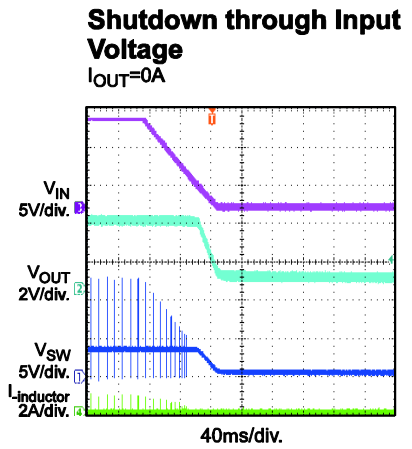 Shutdown through Input
Voltage
IOUT=0A
T
VIN
5V/div.
3
VOUT
2V/div.
2
VSW
5V/div.
1
I-inductor
2A/div.
4
40ms/div.